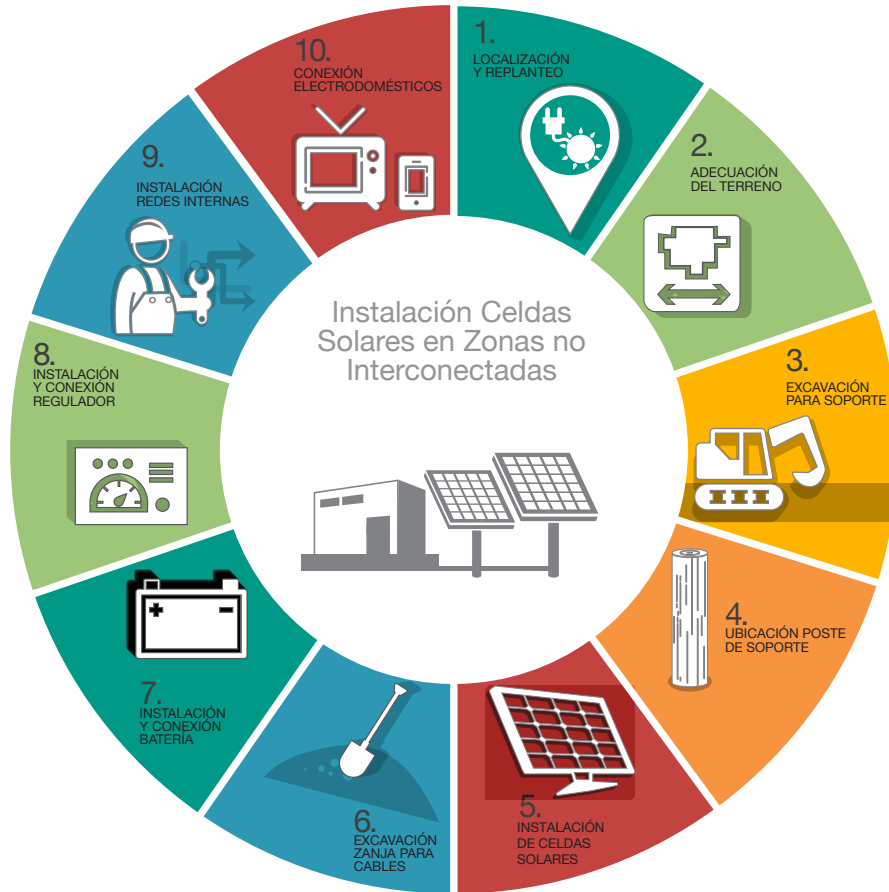 Instalación Celdas
Solares en Zonas no
Interconectadas
1.
LOCALIZACIÓN
Y REPLANTEO
2.
ADECUACIÓN
DEL TERRENO
3.
EXCAVACIÓN
PARA SOPORTE
4.
UBICACIÓN POSTE
DE SOPORTE
5.
INSTALACIÓN
DE CELDAS
SOLARES
6.
EXCAVACIÓN
ZANJA PARA
CABLES
7.
INSTALACIÓN
Y CONEXIÓN
BATERÍA
8.
INSTALACIÓN
Y CONEXIÓN
REGULADOR
9.
INSTALACIÓN
REDES INTERNAS
10.
CONEXIÓN
ELECTRODOMÉSTICOS